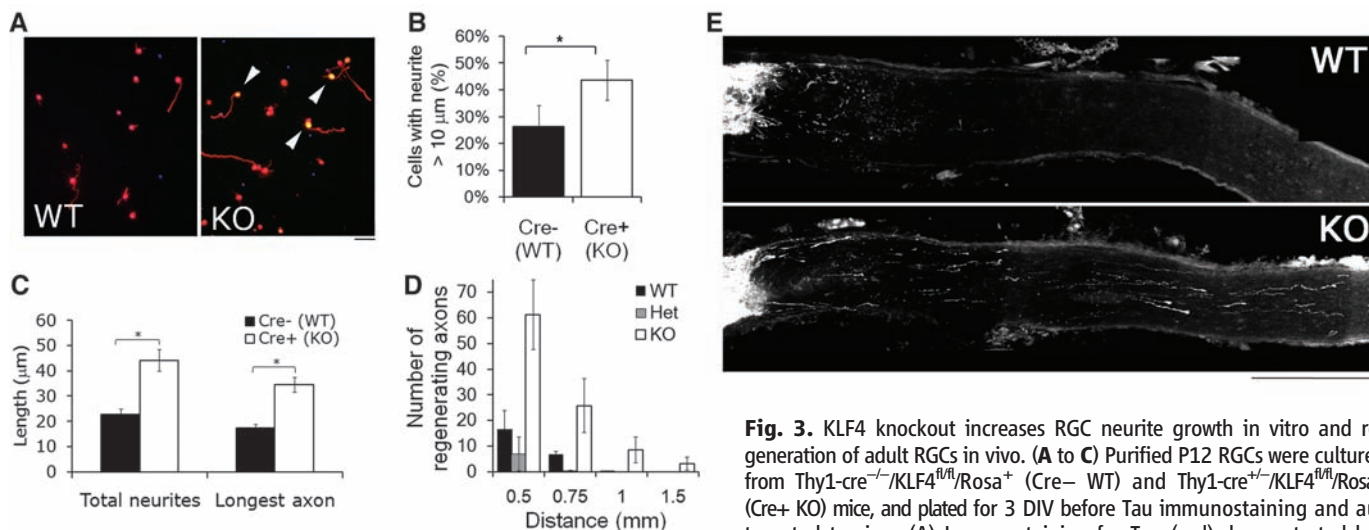 A
WT
KO
B
Cells with neurite
> 10 μm (%)
60%
50%
40%
30%
20%
10%
0%
*
Cre-
(WT)
Cre+
(KO)
C
Length (μm)
60
50
40
30
20
10
0
Cre- (WT)
Cre+ (KO)
*
*
Total neurites
Longest axon
D
Number of
regenerating axons
70
60
50
40
30
20
10
0
WT
Het
KO
0.5
0.75
1
1.5
Distance (mm)
E
WT
KO
Fig. 3. KLF4 knockout increases RGC neurite growth in vitro and re
generation of adult RGCs in vivo. (A to C) Purified P12 RGCs were culture
from Thy1-cre−/−/KLF4fl/fl/Rosa+ (Cre− WT) and Thy1-cre+/−/KLF4fl/fl/Rosa
(Cre+ KO) mice, and plated for 3 DIV before Tau immunostaining and a